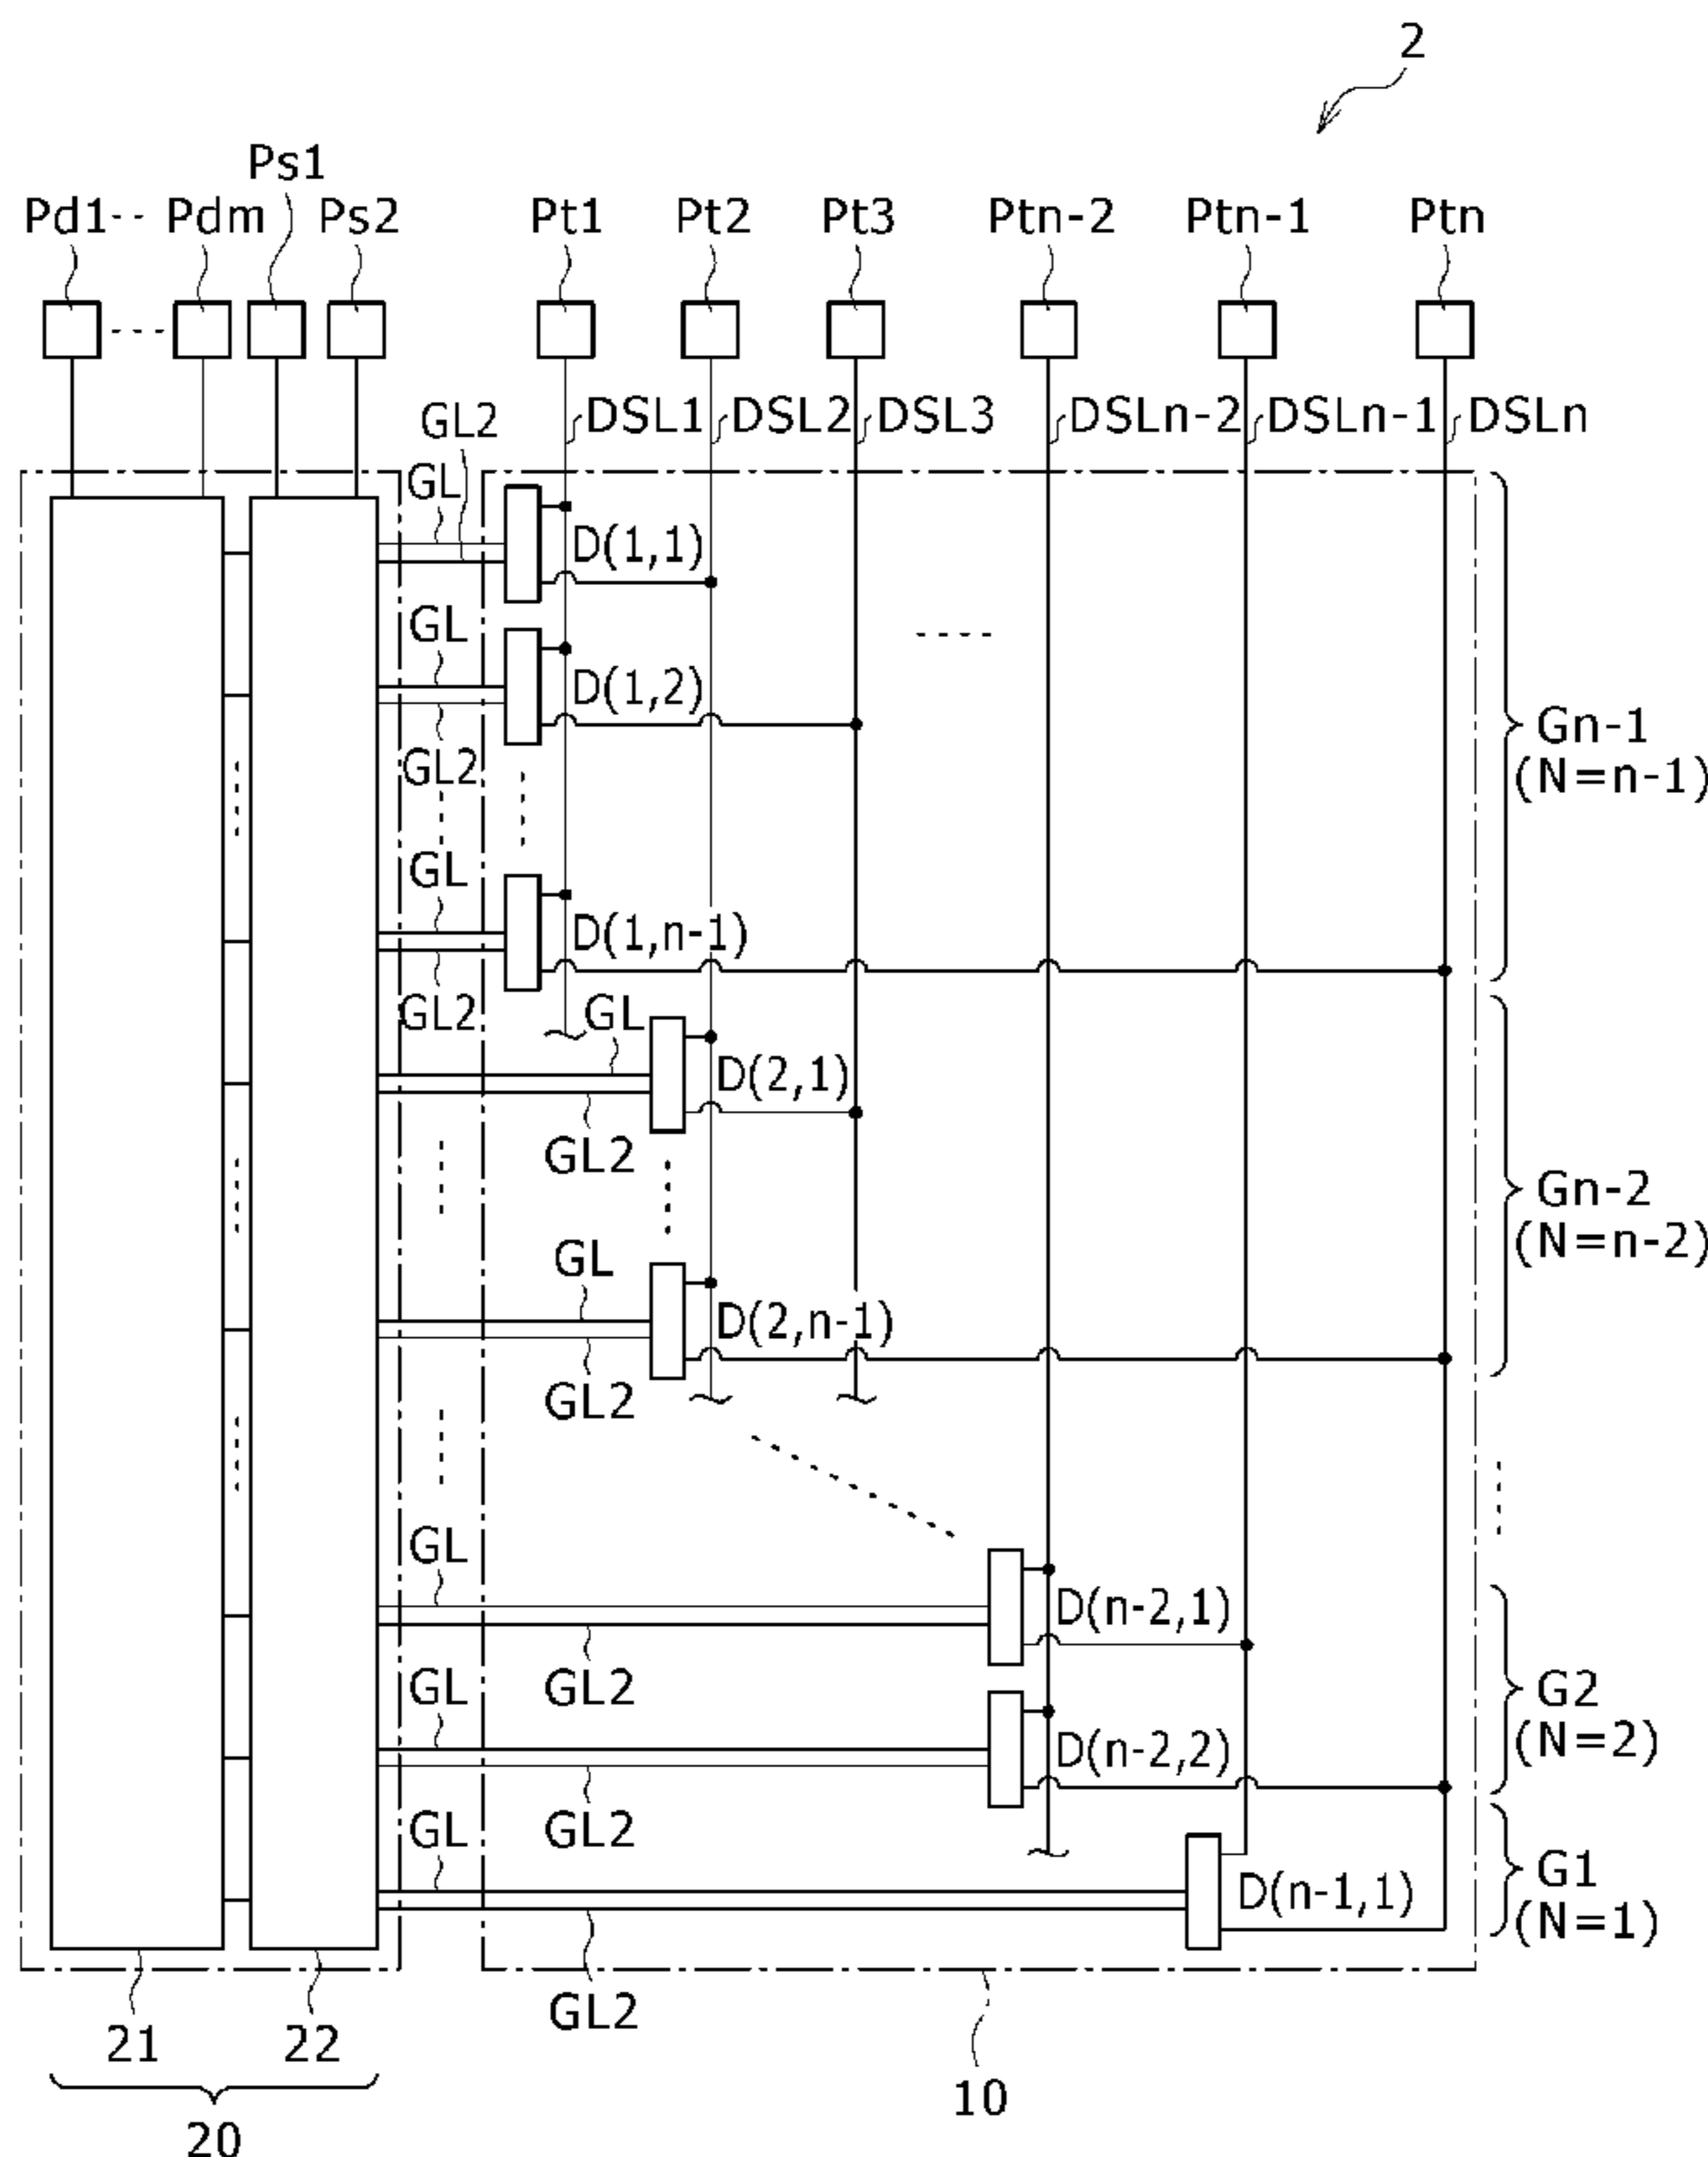 2
Ps1
Pd1-- Pdm Ps2 Pt1 Pt2 Pt3 Ptn-2 Ptn-1 Ptn
GL2 DSL1 DSL2 DSL3 DSLn-2 DSLn-1 DSLn
GL
D(1,1)
GL
D(1,2)
GL2
Gn-1
(N=n-1)
GL
D(1,n-1)
GL2 GL
D(2,1)
GL2
Gn-2
(N=n-2)
GL
D(2,n-1)
GL2
GL
D(n-2,1)
GL GL2
G2
(N=2)
D(n-2,2)
GL GL2
G1
(N=1)
D(n-1,1)
GL2
21 22
10
20